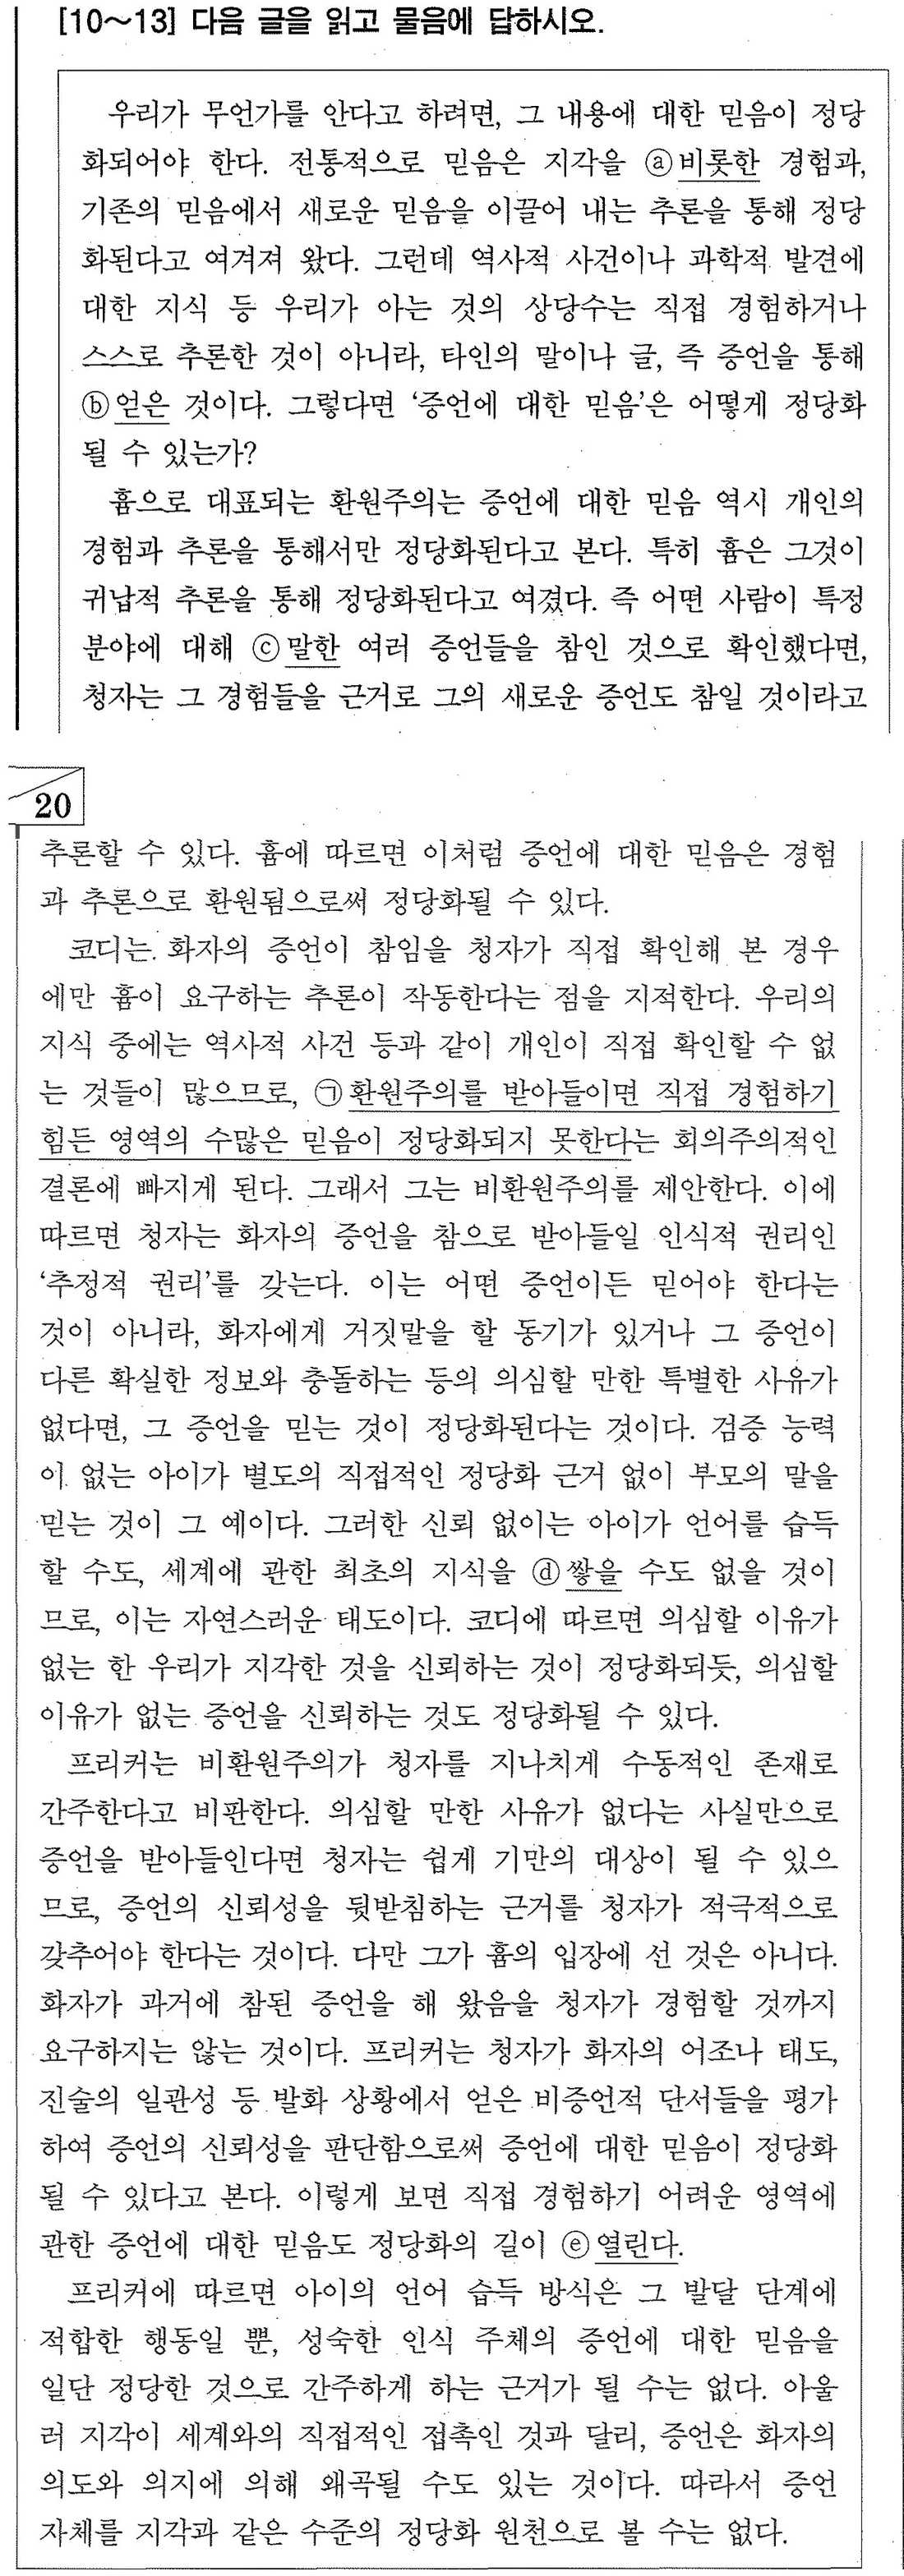 [10～13] 다음 글을 읽고 물음에 답하시오.
우리가 무언가를 안다고 하려면, 그 내용에 대한 믿음이 정당
화되어야 한다. 전통적으로 믿음은 지각을 ⓐ비롯한 경험과,
기존의 믿음에서 새로운 믿음을 이끌어 내는 추론을 통해 정당
화된다고 여겨져 왔다. 그런데 역사적 사건이나 과학적 발견에
대한 지식 등 우리가 아는 것의 상당수는 직접 경험하거나
스스로 추론한 것이 아니라, 타인의 말이나 글, 즉 증언을 통해
ⓑ얻은 것이다. 그렇다면 ‘증언에 대한 믿음’은 어떻게 정당화
될 수 있는가?
흄으로 대표되는 환원주의는 증언에 대한 믿음 역시 개인의
경험과 추론을 통해서만 정당화된다고 본다. 특히 흄은 그것이
귀납적 추론을 통해 정당화된다고 여겼다. 즉 어떤 사람이 특정
분야에 대해 ⓒ말한 여러 증언들을 참인 것으로 확인했다면,
청자는 그 경험들을 근거로 그의 새로운 증언도 참일 것이라고
20
추론할 수 있다. 흄에 따르면 이처럼 증언에 대한 믿음은 경험
과 추론으로 환원됨으로써 정당화될 수 있다.
코디는 화자의 증언이 참임을 청자가 직접 확인해 본 경우
에만 흄이 요구하는 추론이 작동한다는 점을 지적한다. 우리의
지식 중에는 역사적 사건 등과 같이 개인이 직접 확인할 수 없
는 것들이 많으므로, ㉠환원주의를 받아들이면 직접 경험하기
힘든 영역의 수많은 믿음이 정당화되지 못한다는 회의주의적인
결론에 빠지게 된다. 그래서 그는 비환원주의를 제안한다. 이에
따르면 청자는 화자의 증언을 참으로 받아들일 인식적 권리인
‘추정적 권리’를 갖는다. 이는 어떤 증언이든 믿어야 한다는
것이 아니라, 화자에게 거짓말을 할 동기가 있거나 그 증언이
다른 확실한 정보와 충돌하는 등의 의심할 만한 특별한 사유가
없다면, 그 증언을 믿는 것이 정당화된다는 것이다. 검증 능력
이 없는 아이가 별도의 직접적인 정당화 근거 없이 부모의 말을
믿는 것이 그 예이다. 그러한 신뢰 없이는 아이가 언어를 습득
할 수도, 세계에 관한 최초의 지식을 ⓓ쌓을 수도 없을 것이
므로, 이는 자연스러운 태도이다. 코디에 따르면 의심할 이유가
없는 한 우리가 지각한 것을 신뢰하는 것이 정당화되듯, 의심할
이유가 없는 증언을 신뢰하는 것도 정당화될 수 있다.
프리커는 비환원주의가 청자를 지나치게 수동적인 존재로
간주한다고 비판한다. 의심할 만한 사유가 없다는 사실만으로
증언을 받아들인다면 청자는 쉽게 기만의 대상이 될 수 있으
므로, 증언의 신뢰성을 뒷받침하는 근거를 청자가 적극적으로
갖추어야 한다는 것이다. 다만 그가 흄의 입장에 선 것은 아니다.
화자가 과거에 참된 증언을 해 왔음을 청자가 경험할 것까지
요구하지는 않는 것이다. 프리커는 청자가 화자의 어조나 태도,
진술의 일관성 등 발화 상황에서 얻은 비증언적 단서들을 평가
하여 증언의 신뢰성을 판단함으로써 증언에 대한 믿음이 정당화
될 수 있다고 본다. 이렇게 보면 직접 경험하기 어려운 영역에
관한 증언에 대한 믿음도 정당화의 길이 ⓔ열린다.
프리커에 따르면 아이의 언어 습득 방식은 그 발달 단계에
적합한 행동일 뿐, 성숙한 인식 주체의 증언에 대한 믿음을
일단 정당한 것으로 간주하게 하는 근거가 될 수는 없다. 아울
러 지각이 세계와의 직접적인 접촉인 것과 달리, 증언은 화자의
의도와 의지에 의해 왜곡될 수도 있는 것이다. 따라서 증언
자체를 지각과 같은 수준의 정당화 원천으로 볼 수는 없다.